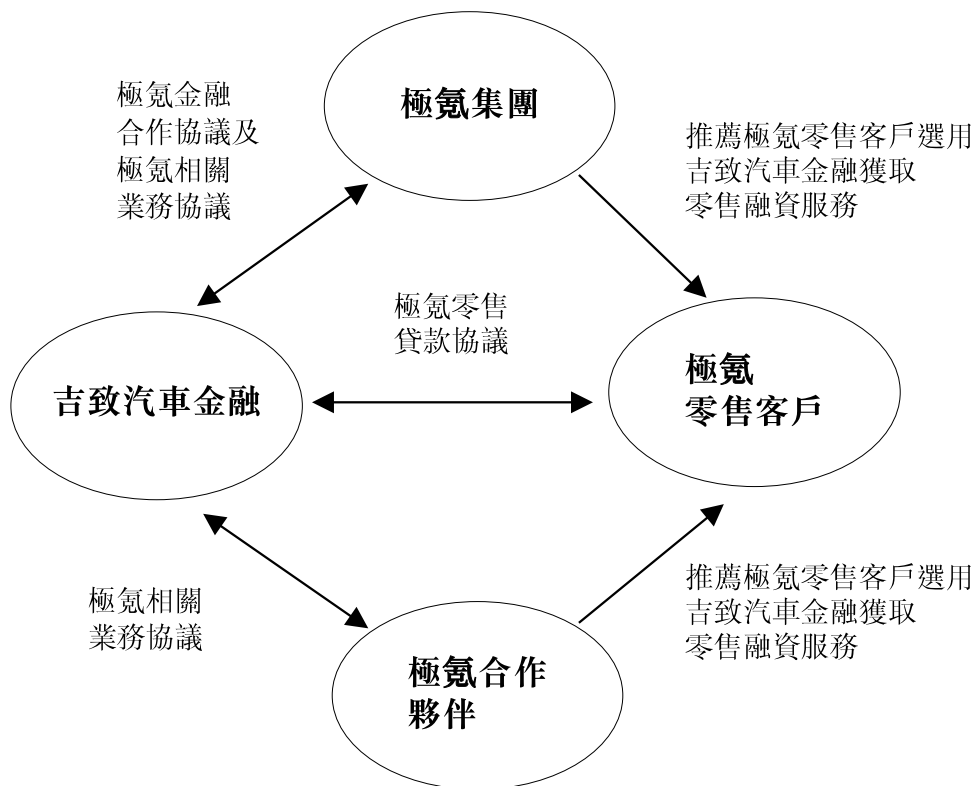 極氪集團
極氪金融
合作協議及
極氪相關
業務協議
推薦極氪零售客戶選用
吉致汽車金融獲取
零售融資服務
極氪零售
貸款協議
吉致汽車金融
極氪
零售客戶
極氪相關
業務協議
推薦極氪零售客戶選用
吉致汽車金融獲取
零售融資服務
極氪合作
夥伴